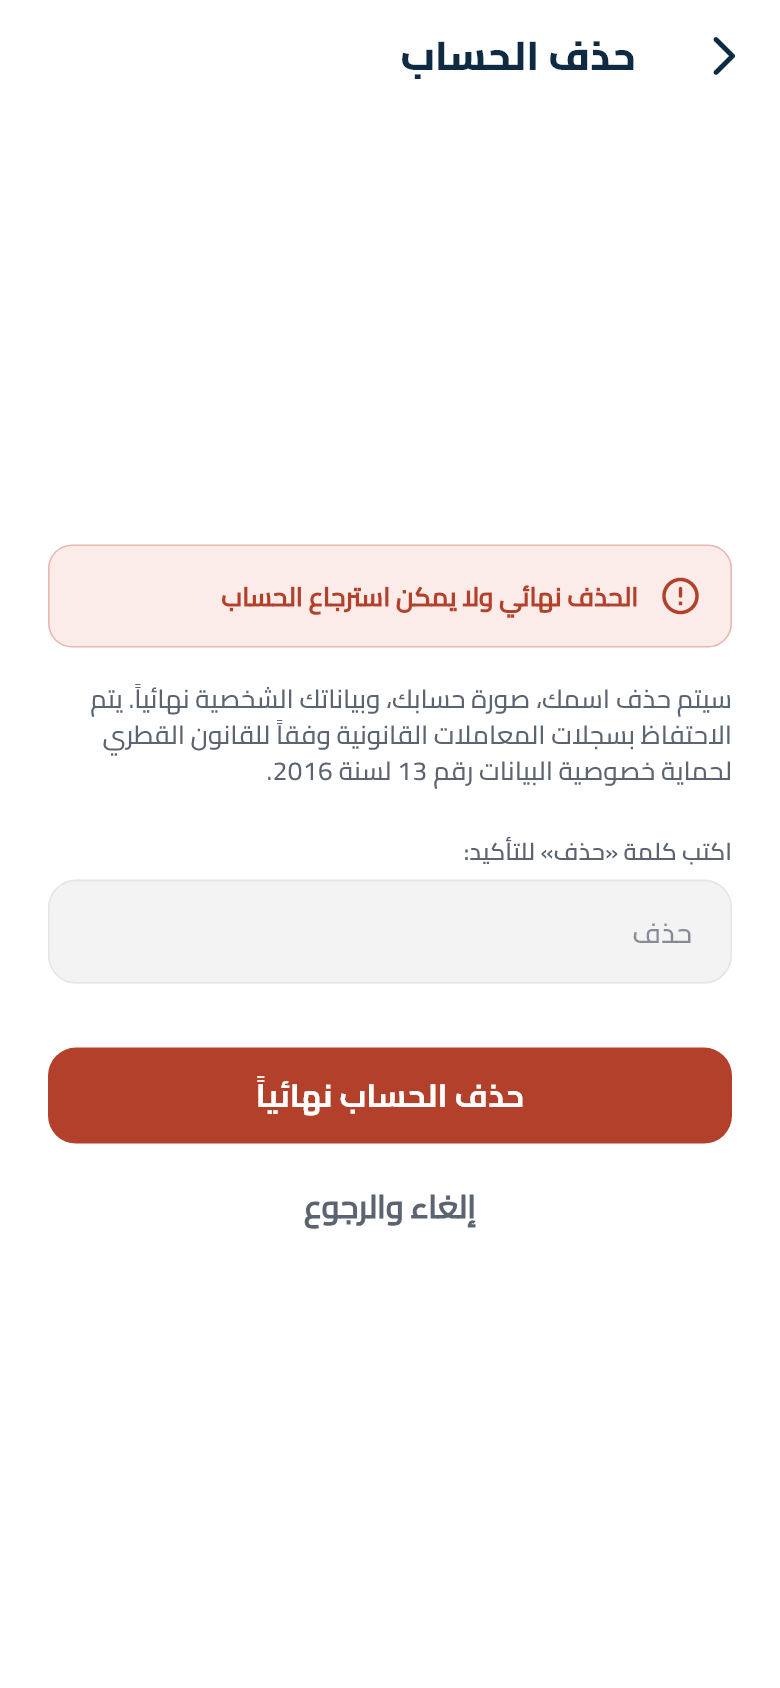 حذف الحساب
الحذف نهائي ولا يمكن استرجاع الحساب
سيتم حذف اسمك، صورة حسابك، وبياناتك الشخصية نهائياً. يتم
الاحتفاظ بسجلات المعاملات القانونية وفقاً للقانون القطري
لحماية خصوصية البيانات رقم 13 لسنة 2016.
اكتب كلمة «حذف» للتأكيد:
حذف
حذف الحساب نهائياً
إلغاء والرجوع